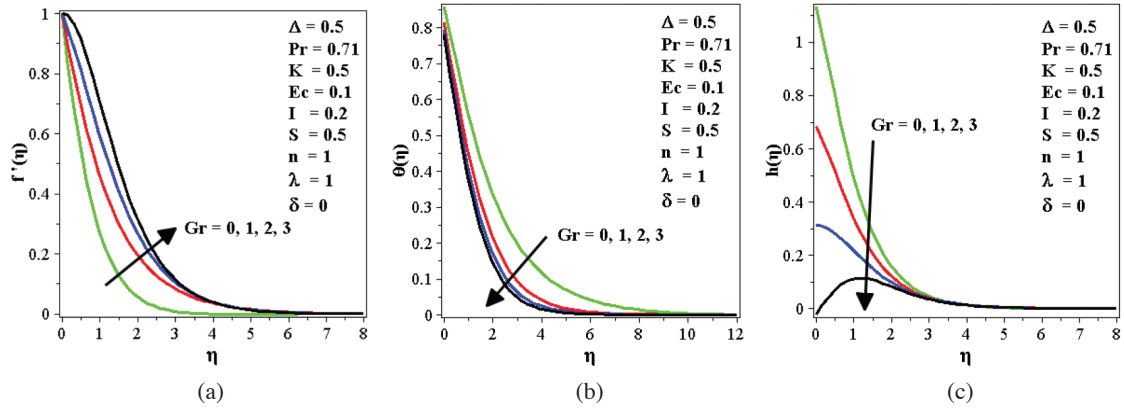 1
0.8
0.6
0.4
0.2
0
f '(η)
0 1 2 3 4 5 6 7 8
η
Δ = 0.5
Pr = 0.71
K = 0.5
Ec = 0.1
I = 0.2
S = 0.5
n = 1
λ = 1
δ = 0
Gr = 0, 1, 2, 3
(a)
0.8
0.7
0.6
0.5
0.4
0.3
0.2
0.1
0
θ(η)
0 2 4 6 8 10 12
η
Δ = 0.5
Pr = 0.71
K = 0.5
Ec = 0.1
I = 0.2
S = 0.5
n = 1
λ = 1
δ = 0
Gr = 0, 1, 2, 3
(b)
1
0.8
0.6
0.4
0.2
0
h(η)
0 1 2 3 4 5 6 7 8
η
Δ = 0.5
Pr = 0.71
K = 0.5
Ec = 0.1
I = 0.2
S = 0.5
n = 1
λ = 1
δ = 0
Gr = 0, 1, 2, 3
(c)